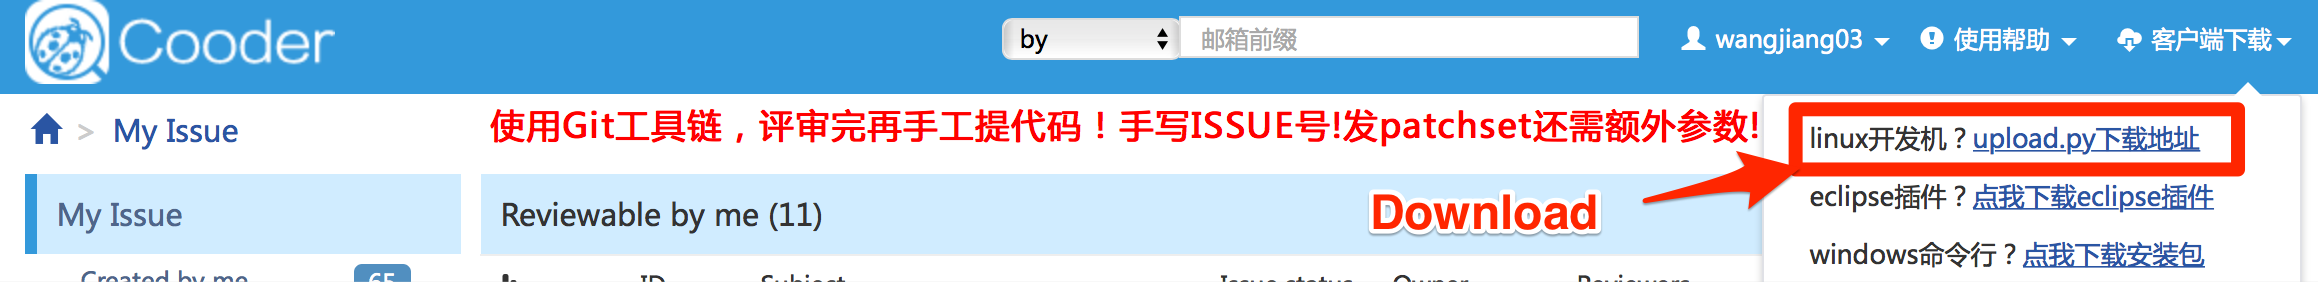 Cooder
by
邮箱前缀
wangjiang03
使用帮助
客户端下载
My Issue
使用Git工具链，评审完再手工提代码！手写ISSUE号!发patchset还需额外参数!
linux开发机？upload.py下载地址
eclipse插件？点我下载eclipse插件
windows命令行？点我下载安装包
Download
My Issue
Reviewable by me (11)
Created by me
65
ID
Subject
Issue status
Owner
Reviewers